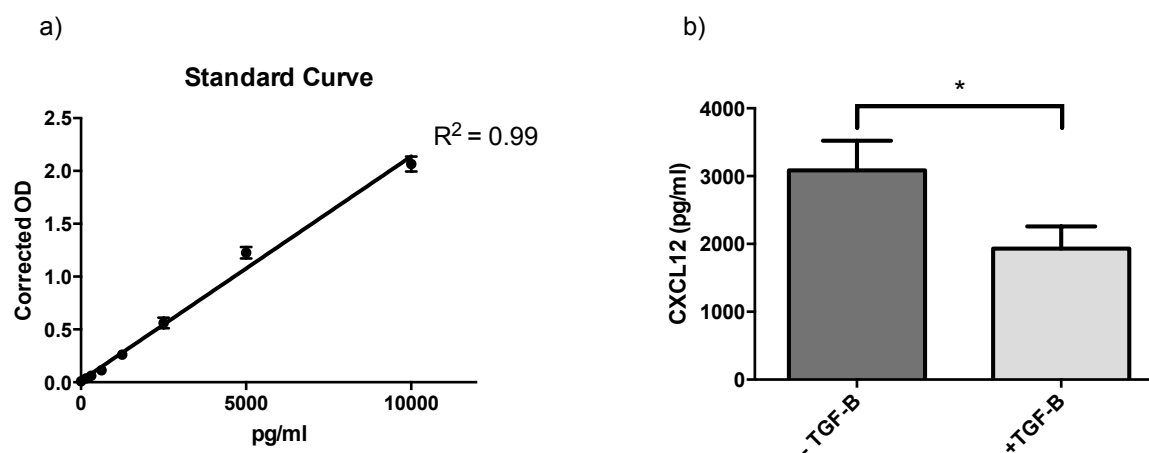 a)
Standard Curve
2.5
2.0
1.5
1.0
0.5
0.0
Corrected OD
R² = 0.99
0 5000 10000
pg/ml
b)
*
4000
3000
2000
1000
0
CXCL12 (pg/ml)
- TGF-B
+TGF-B